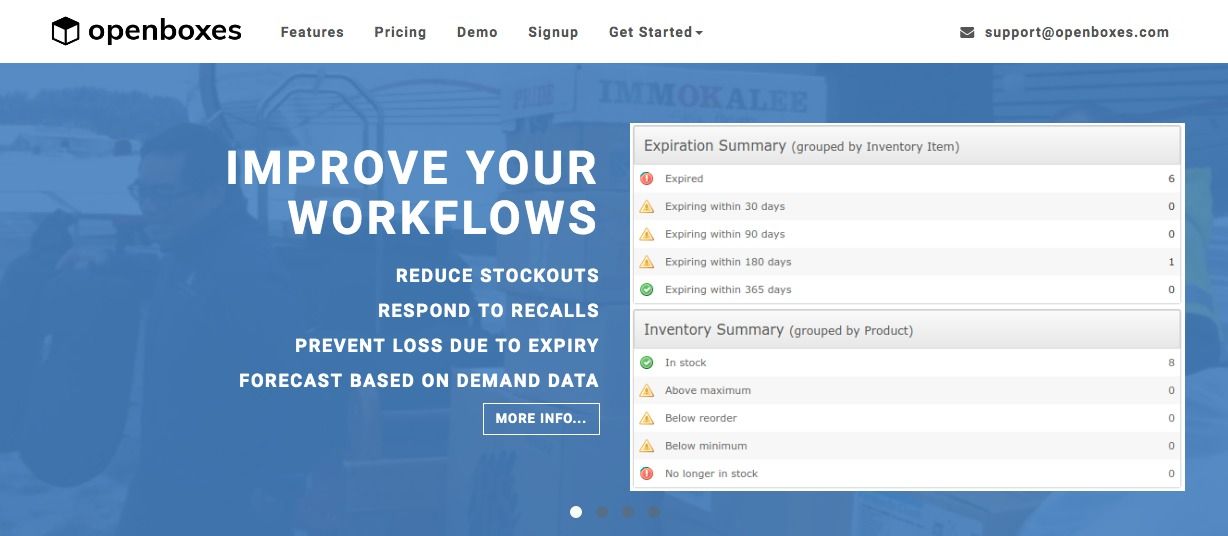 openboxes
Features
Pricing
Demo
Signup
Get Started
support@openboxes.com
PRIDE
IMMOKALEE
IMPROVE YOUR
WORKFLOWS
REDUCE STOCKOUTS
RESPOND TO RECALLS
PREVENT LOSS DUE TO EXPIRY
FORECAST BASED ON DEMAND DATA
MORE INFO...
Expiration Summary (grouped by Inventory Item)
Expired 6
Expiring within 30 days 0
Expiring within 90 days 0
Expiring within 180 days 1
Expiring within 365 days 0
Inventory Summary (grouped by Product)
In stock 8
Above maximum 0
Below reorder 0
Below minimum 0
No longer in stock 0